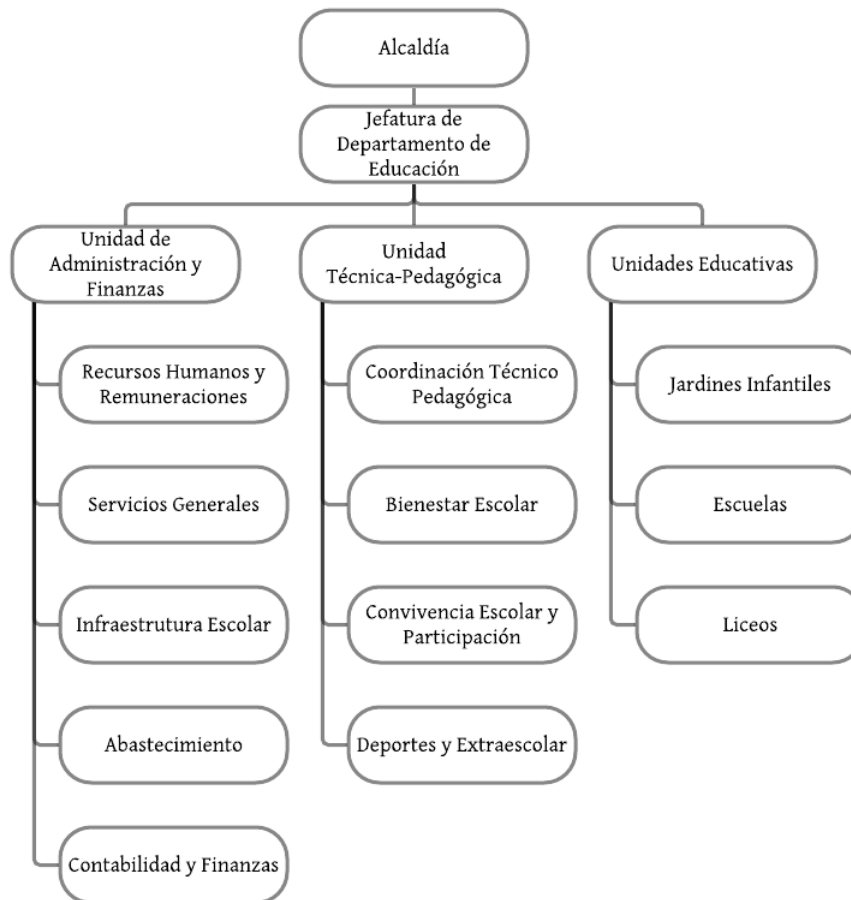 Alcaldía
Jefatura de
Departamento de
Educación
Unidad de
Administración y
Finanzas
Unidad
Técnica-Pedagógica
Unidades Educativas
Recursos Humanos y
Remuneraciones
Coordinación Técnico
Pedagógica
Jardines Infantiles
Servicios Generales
Bienestar Escolar
Escuelas
Infraestrutura Escolar
Convivencia Escolar y
Participación
Liceos
Abastecimiento
Deportes y Extraescolar
Contabilidad y Finanzas